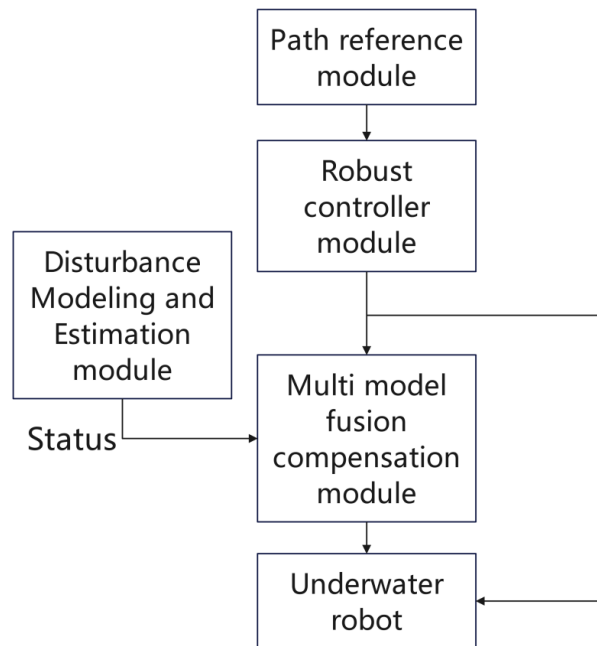 Path reference
module
Robust
controller
module
Disturbance
Modeling and
Estimation
module
Status
Multi model
fusion
compensation
module
Underwater
robot